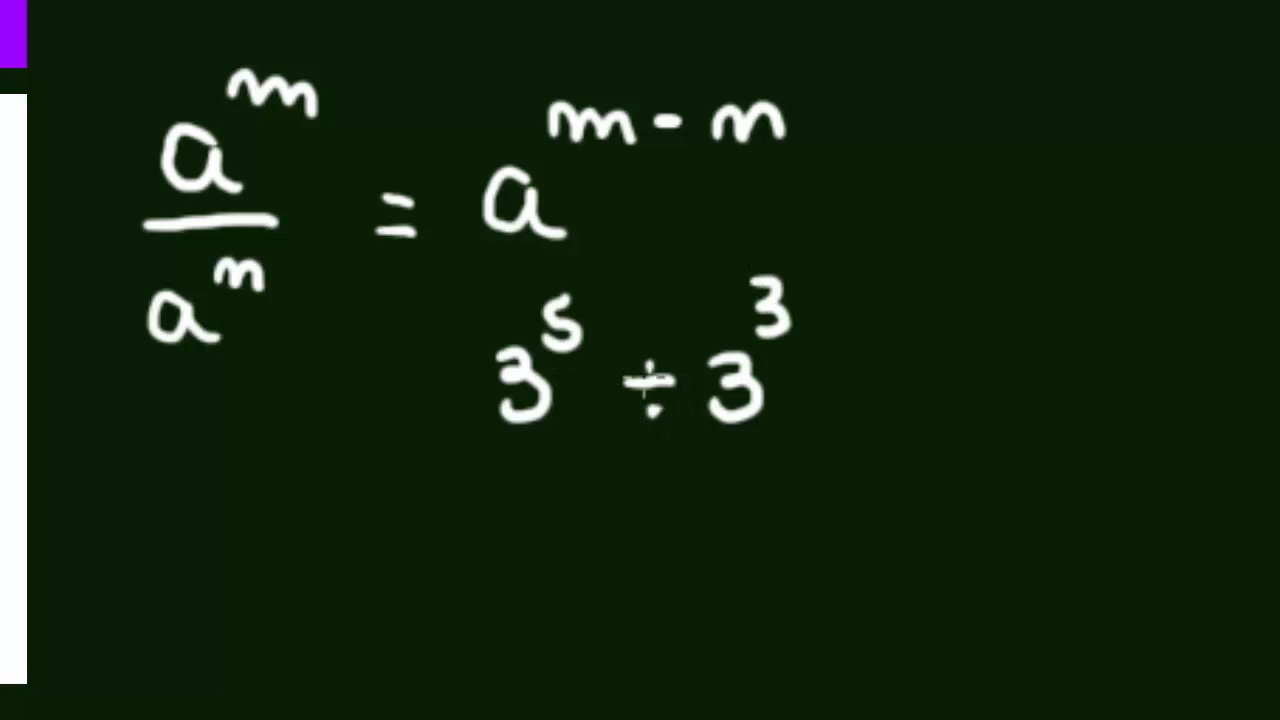 a^m / a^n = a^(m-n)
3^5 ÷ 3^3